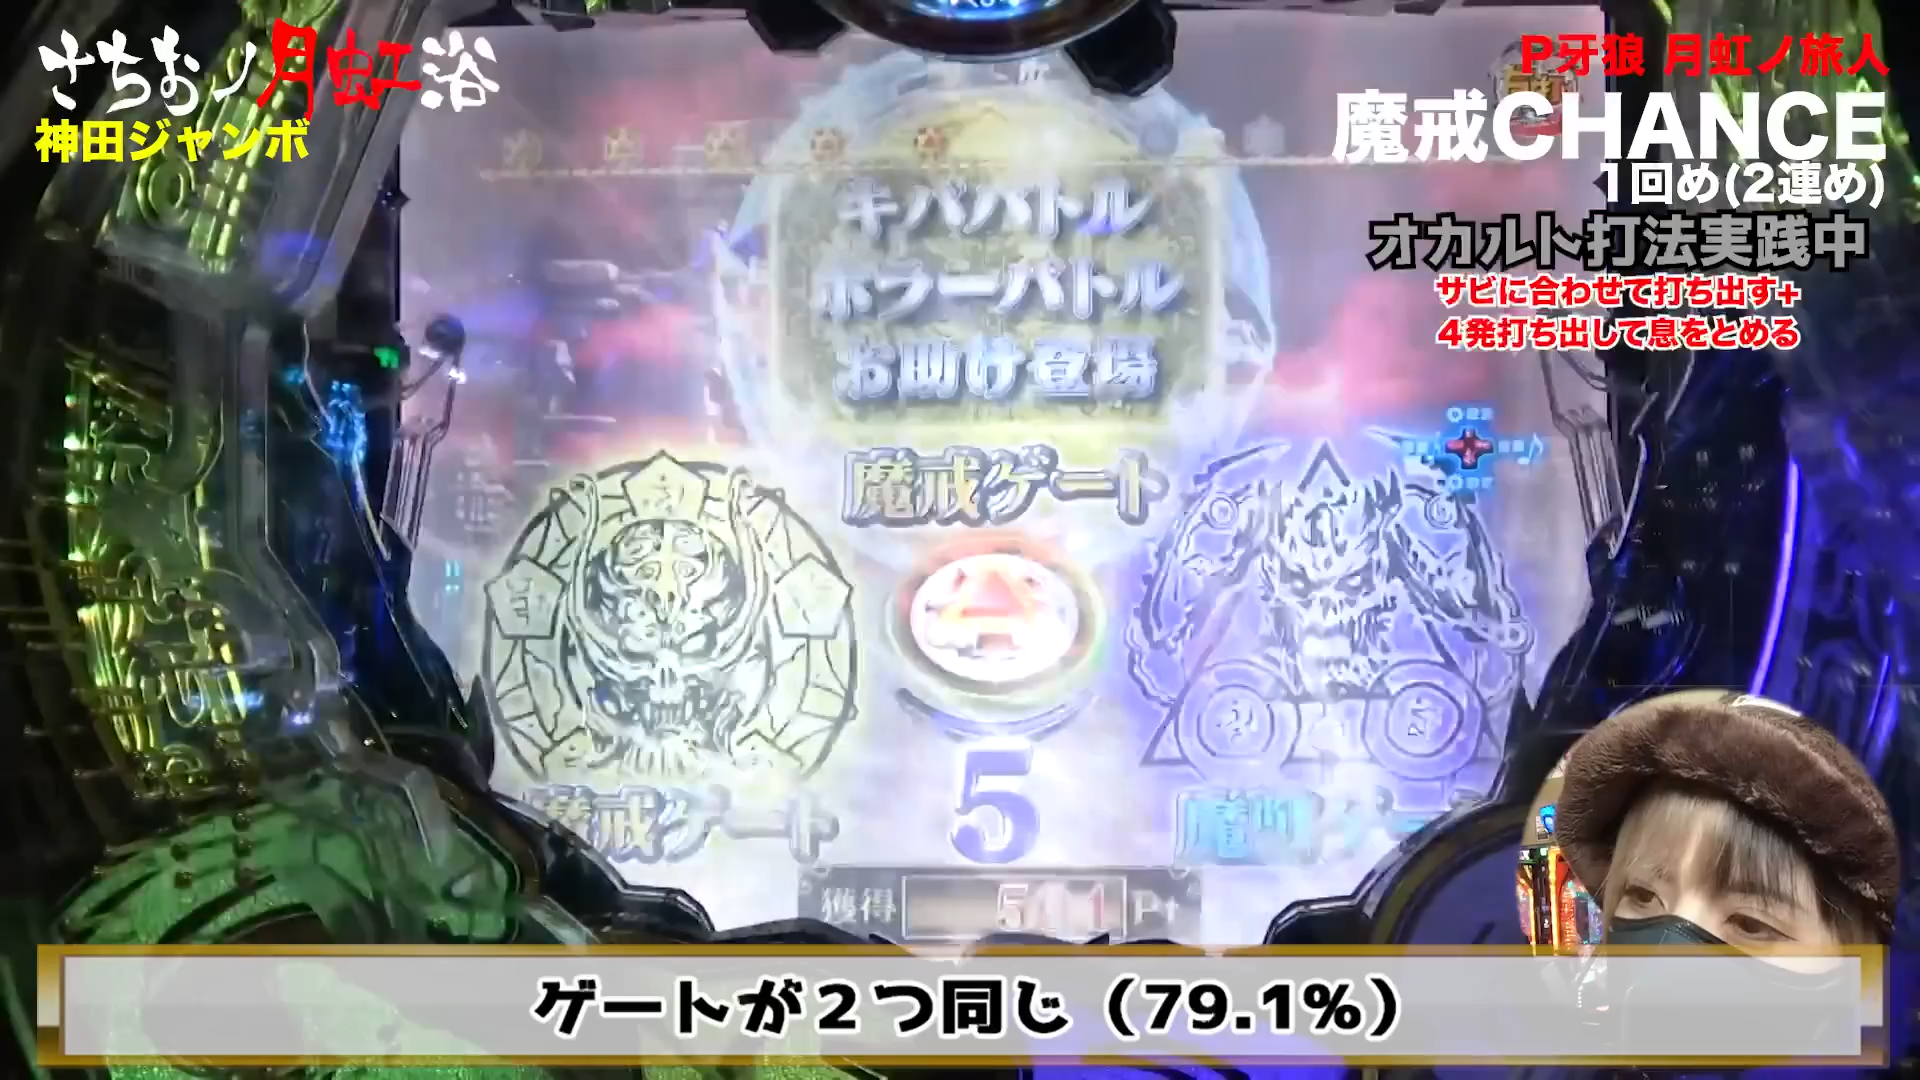 さちおノ月虹浴
神田ジャンボ
P牙狼 月虹ノ旅人
魔戒CHANCE
1回め(2連め)
オカルト打法実践中
サビに合わせて打ち出す+
4発打ち出して息をとめる
キババトル
ホラーバトル
お助け登場
魔戒ゲート
5
魔戒ゲート
獲得 541 Pt
ゲートが2つ同じ（79.1%）